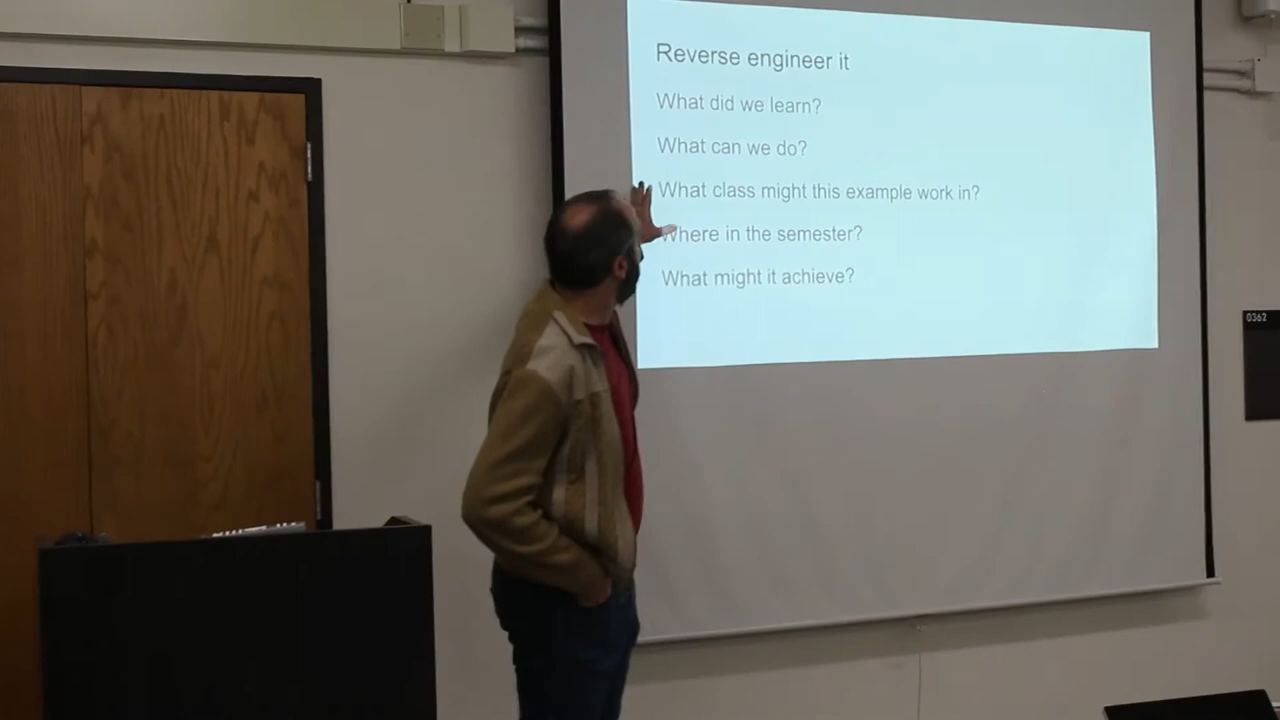 Reverse engineer it
What did we learn?
What can we do?
What class might this example work in?
Where in the semester?
What might it achieve?
0362